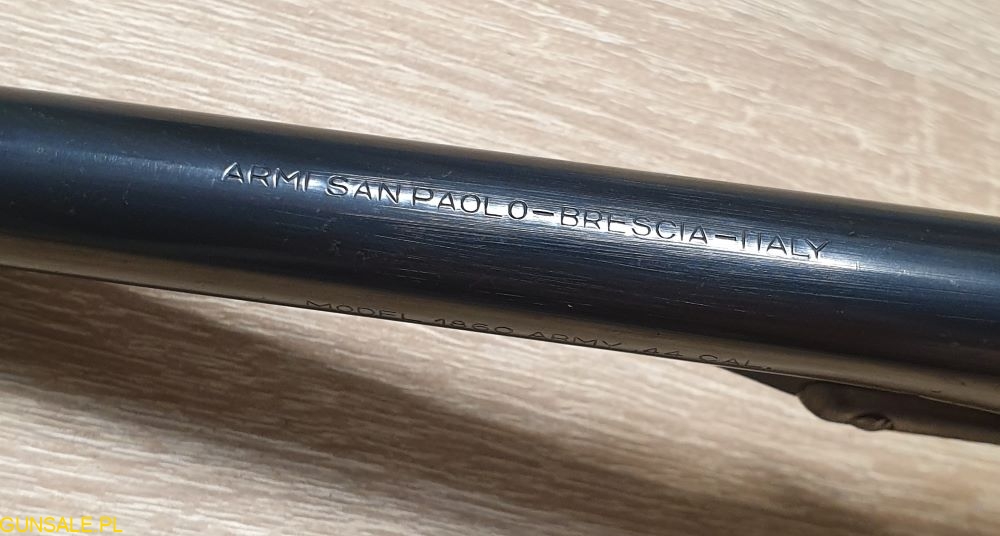 ARMI SAN PAOLO-BRESCIA-ITALY
MODEL 1860 ARMY .44 CAL.
GUNSALE.PL